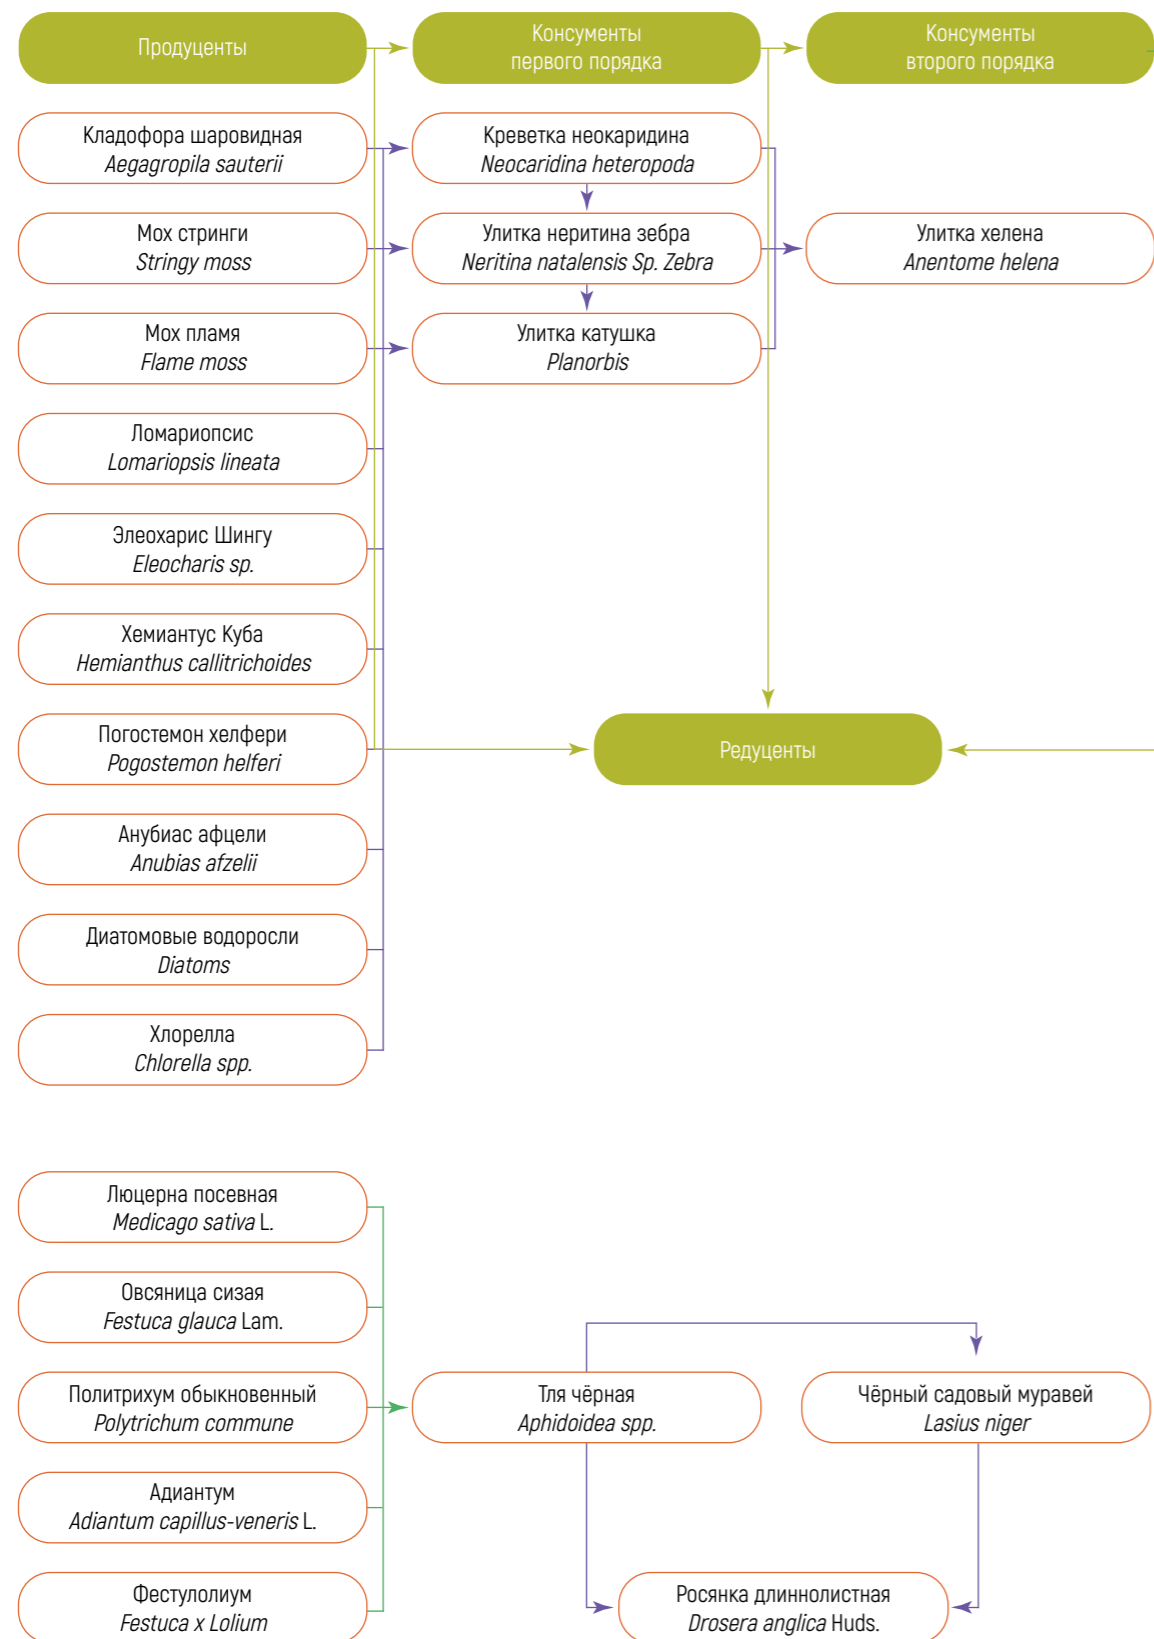 Продуценты
Консументы
первого порядка
Консументы
второго порядка
Кладофора шаровидная
Aegagropila sauterii
Креветка неокаридина
Neocaridina heteropoda
Мох стринги
Stringy moss
Улитка неритина зебра
Neritina natalensis Sp. Zebra
Улитка хелена
Anentome helena
Мох пламя
Flame moss
Улитка катушка
Planorbis
Ломариопсис
Lomariopsis lineata
Элеохарис Шингу
Eleocharis sp.
Хемиантус Куба
Hemianthus callitrichoides
Погостемон хелфери
Pogostemon helferi
Редуценты
Анубиас афцели
Anubias afzelii
Диатомовые водоросли
Diatoms
Хлорелла
Chlorella spp.
Люцерна посевная
Medicago sativa L.
Овсяница сизая
Festuca glauca Lam.
Политрихум обыкновенный
Polytrichum commune
Тля чёрная
Aphidoidea spp.
Чёрный садовый муравей
Lasius niger
Адиантум
Adiantum capillus-veneris L.
Фестулолиум
Festuca x Lolium
Росянка длиннолистная
Drosera anglica Huds.